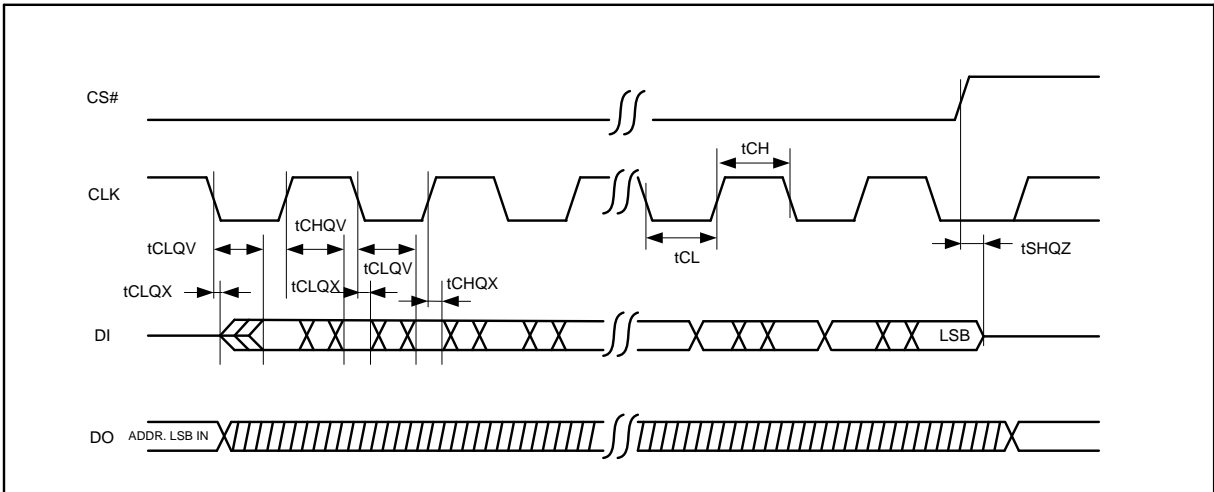 CS#
tCH
CLK
tCHQV
tCLQV
tCLQV
tCL
tSHQZ
tCLQX
tCHQX
tCLQX
DI
LSB
DO
ADDR. LSB IN